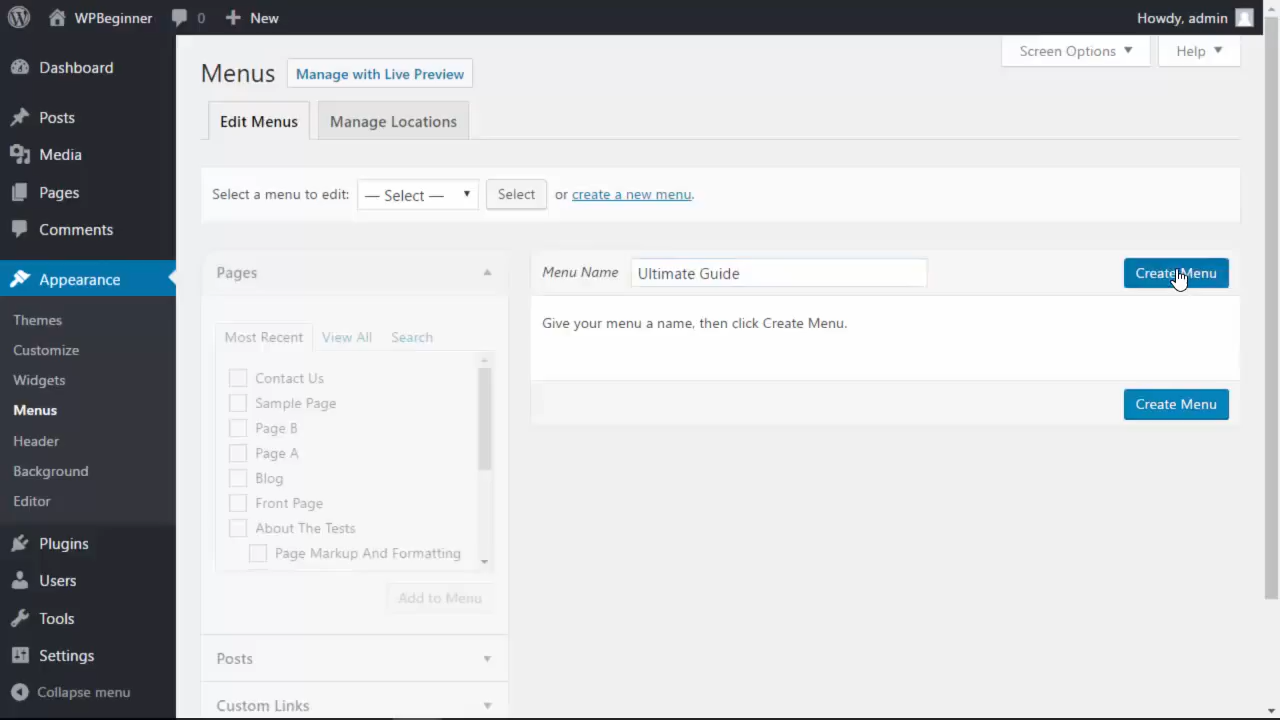 WPBeginner 0 New Howdy, admin
Screen Options Help
Dashboard
Posts
Media
Pages
Comments
Appearance
Themes
Customize
Widgets
Menus
Header
Background
Editor
Plugins
Users
Tools
Settings
Collapse menu
Menus Manage with Live Preview
Edit Menus Manage Locations
Select a menu to edit: — Select — Select or create a new menu.
Pages
Most Recent View All Search
Contact Us
Sample Page
Page B
Page A
Blog
Front Page
About The Tests
Page Markup And Formatting
Add to Menu
Posts
Custom Links
Menu Name Ultimate Guide Create Menu
Give your menu a name, then click Create Menu.
Create Menu